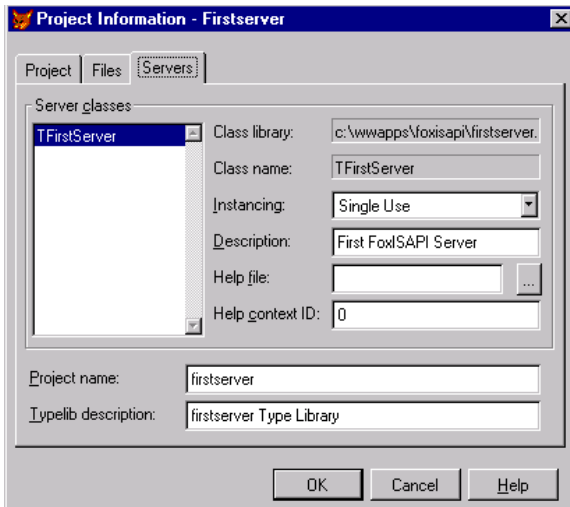 Project Information - Firstserver
Project Files Servers
Server classes
TFirstServer
Class library: c:\wwapps\foxisapi\firstserver.
Class name: TFirstServer
Instancing: Single Use
Description: First FoxISAPI Server
Help file: ...
Help context ID: 0
Project name: firstserver
Typelib description: firstserver Type Library
OK Cancel Help